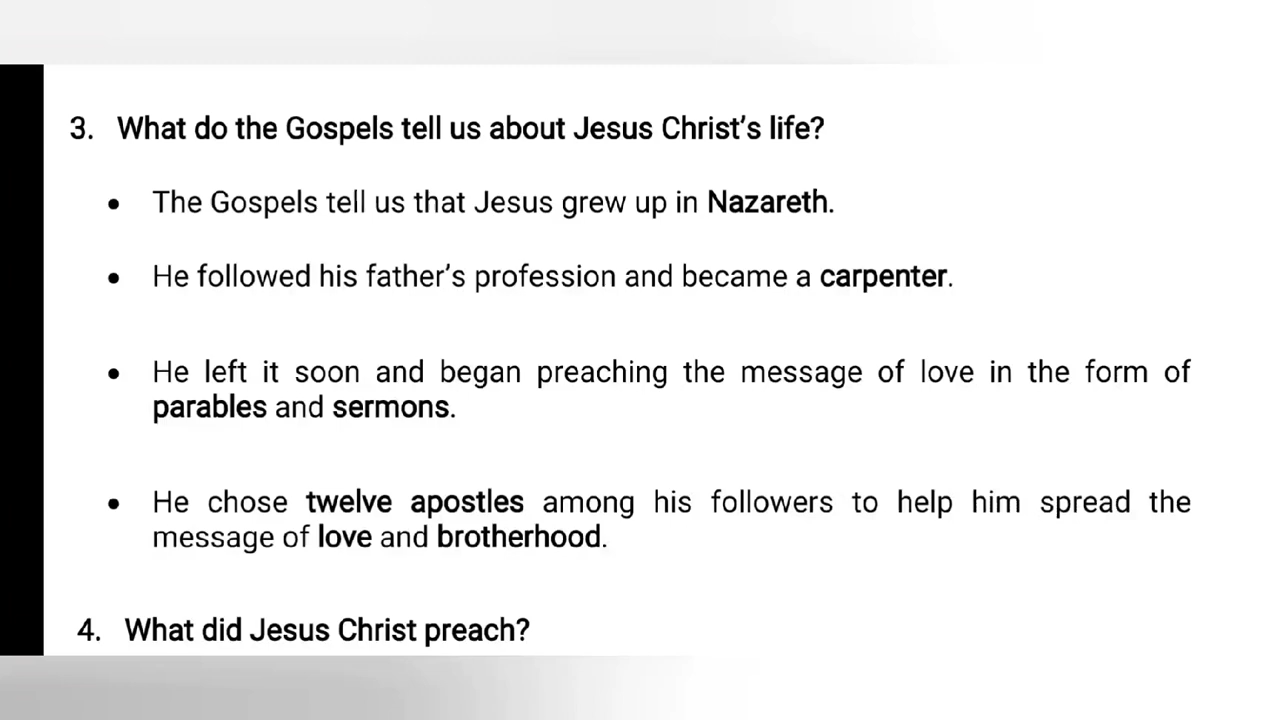 3. What do the Gospels tell us about Jesus Christ's life?
• The Gospels tell us that Jesus grew up in Nazareth.
• He followed his father's profession and became a carpenter.
• He left it soon and began preaching the message of love in the form of
parables and sermons.
• He chose twelve apostles among his followers to help him spread the
message of love and brotherhood.
4. What did Jesus Christ preach?